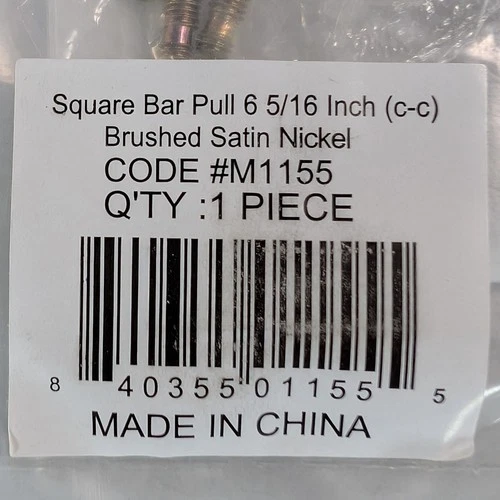 Square Bar Pull 6 5/16 Inch (c-c)
Brushed Satin Nickel
CODE #M1155
Q'TY :1 PIECE
8 40355 01155 5
MADE IN CHINA